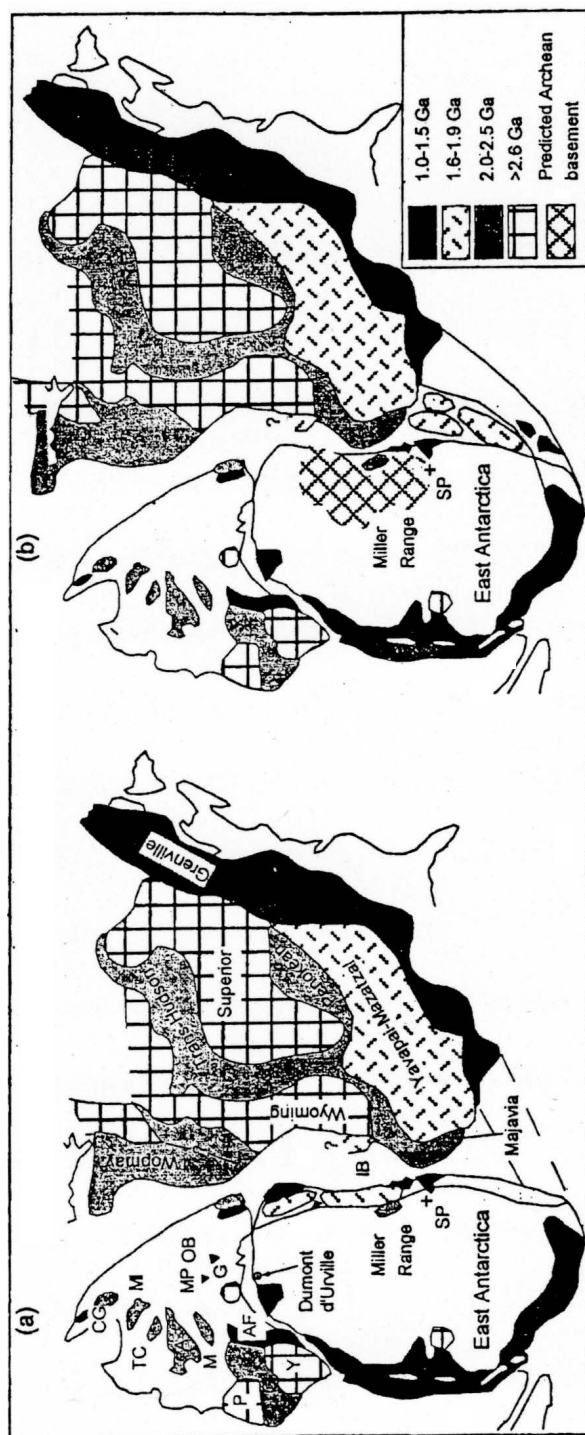 (a)
CG
TC
MI
M
MP
OB
G
AF
P
Y
Dumont
d'Urville
Miller
Range
SP
East Antarctica
Wopmay
Trans-Hudson
Wyoming
Superior
Penokean
Yavapai-Mazatzal
Grenville
?
IB
Majavia
(b)
?
Miller
Range
SP
East Antarctica
1.0-1.5 Ga
1.6-1.9 Ga
2.0-2.5 Ga
>2.6 Ga
Predicted Archean
basement